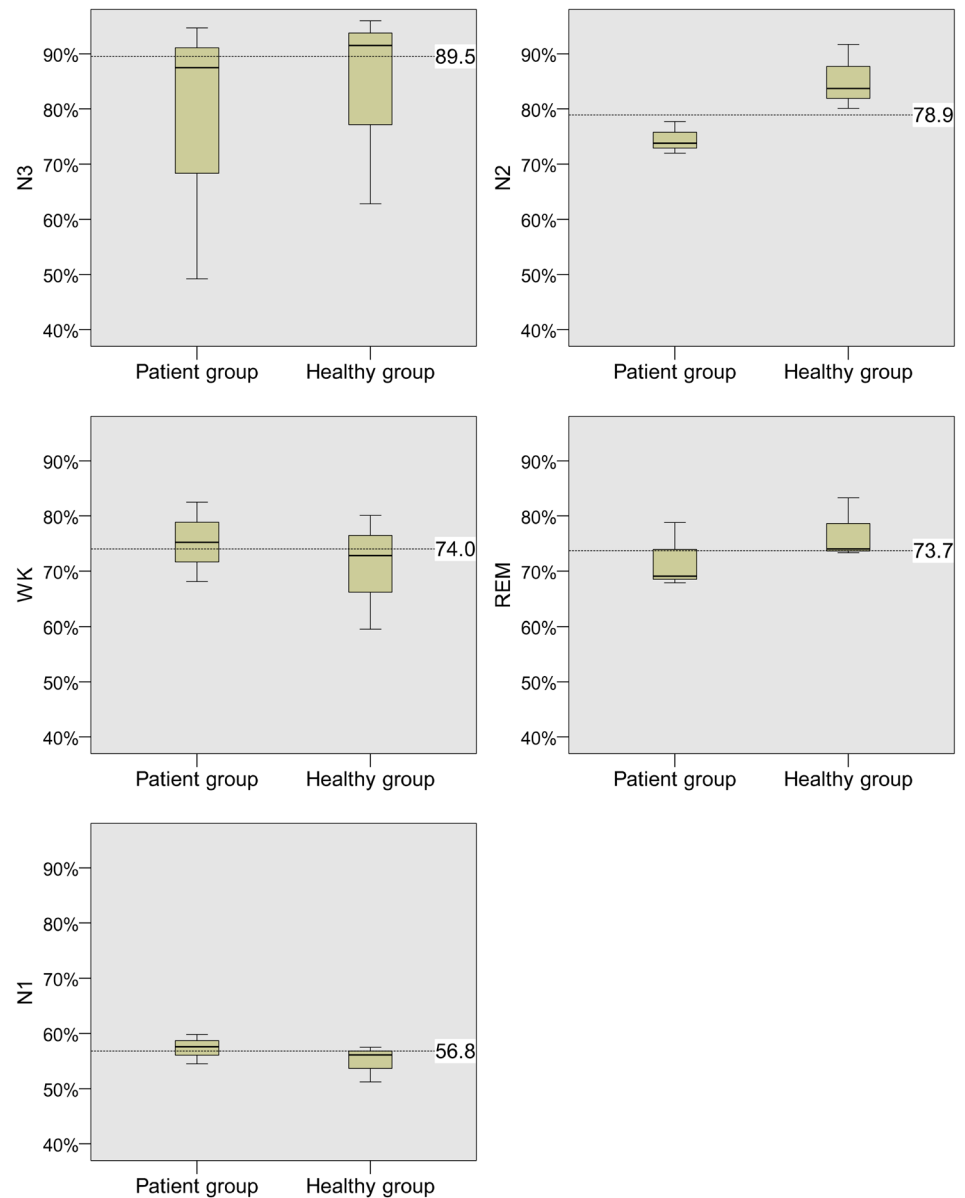 90%
80%
70%
60%
50%
40%
N3
89.5
Patient group
Healthy group
90%
80%
70%
60%
50%
40%
N2
78.9
Patient group
Healthy group
90%
80%
70%
60%
50%
40%
WK
74.0
Patient group
Healthy group
90%
80%
70%
60%
50%
40%
REM
73.7
Patient group
Healthy group
90%
80%
70%
60%
50%
40%
N1
56.8
Patient group
Healthy group